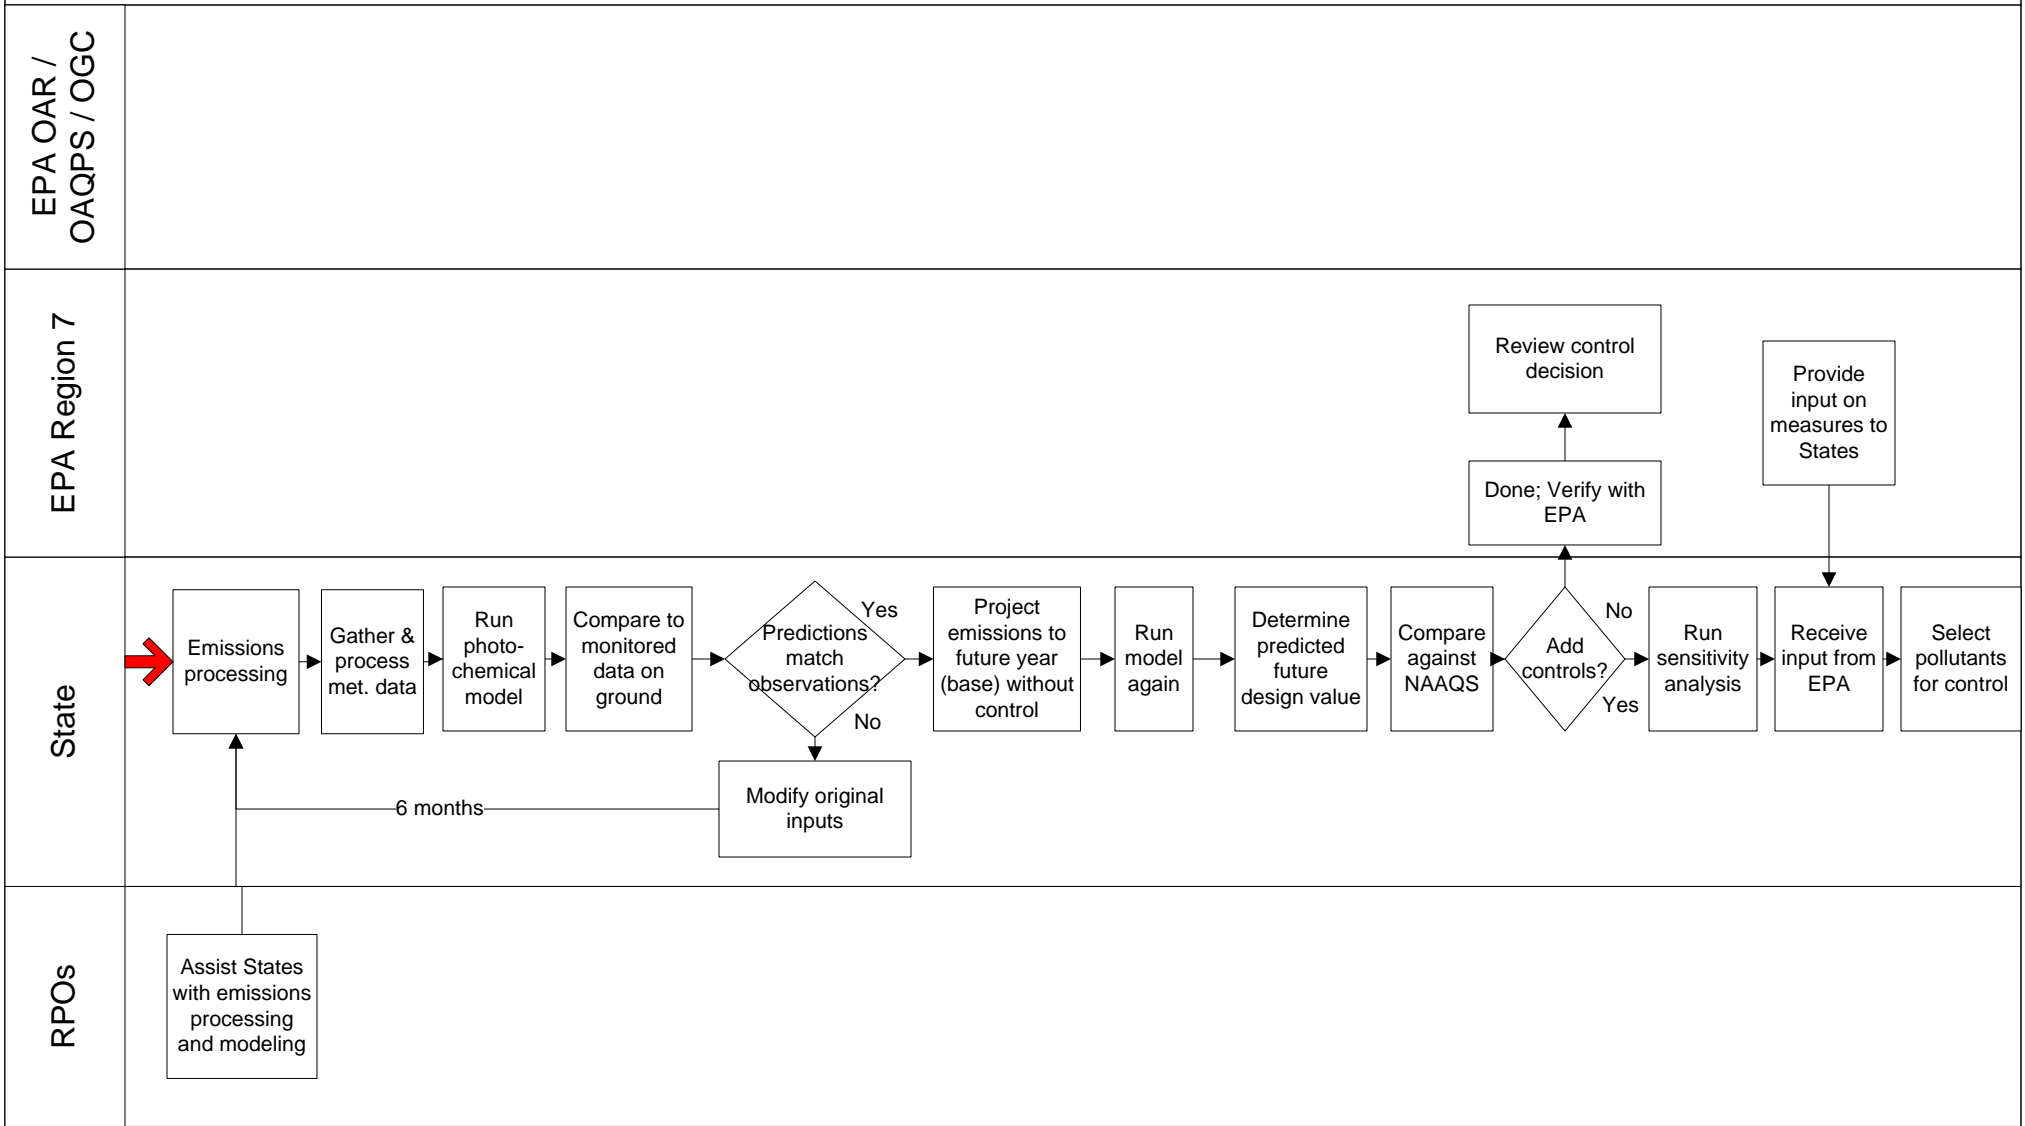 EPA OAR /
OAQPS / OGC
EPA Region 7
Review control
decision
Provide
input on
measures to
States
Done; Verify with
EPA
State
Emissions
processing
Gather &
process
met. data
Run
photo-
chemical
model
Compare to
monitored
data on
ground
Predictions
match
observations?
Yes
No
Project
emissions to
future year
(base) without
control
Run
model
again
Determine
predicted
future
design value
Compare
against
NAAQS
Add
controls?
No
Yes
Run
sensitivity
analysis
Receive
input from
EPA
Select
pollutants
for control
Modify original
inputs
6 months
RPOs
Assist States
with emissions
processing
and modeling